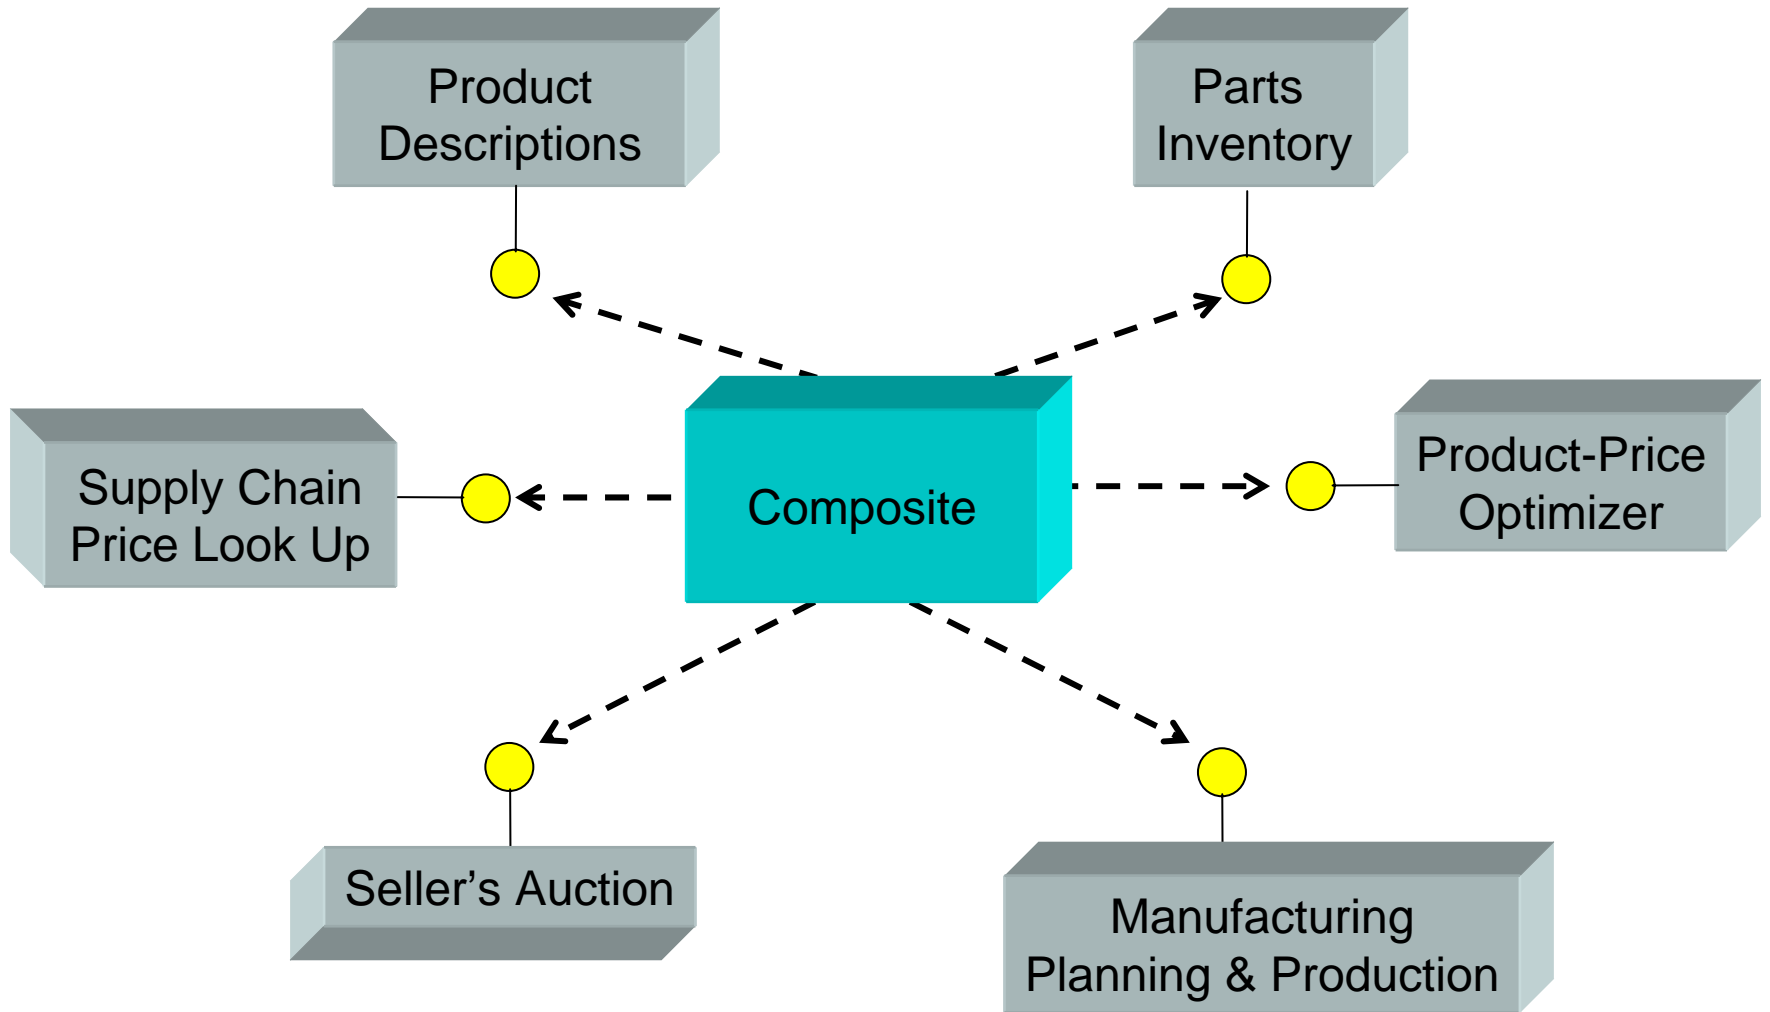 Product
Descriptions
Parts
Inventory
Supply Chain
Price Look Up
Composite
Product-Price
Optimizer
Seller’s Auction
Manufacturing
Planning & Production